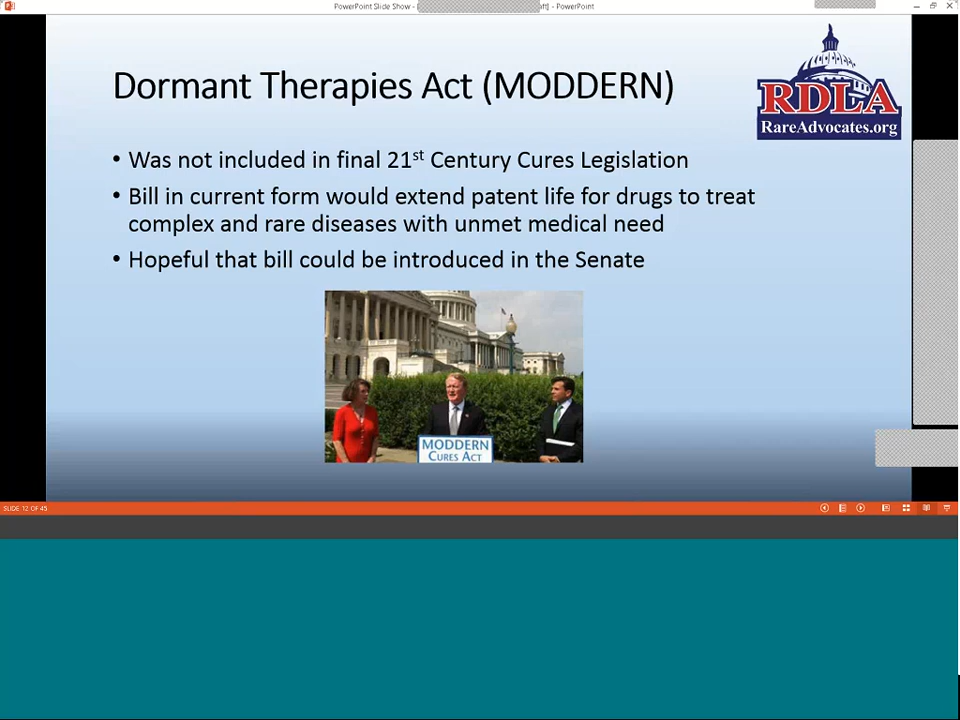 PowerPoint Slide Show - [
] - PowerPoint
Dormant Therapies Act (MODDERN)
RDLA
RareAdvocates.org
• Was not included in final 21st Century Cures Legislation
• Bill in current form would extend patent life for drugs to treat
complex and rare diseases with unmet medical need
• Hopeful that bill could be introduced in the Senate
MODDERN
CURES ACT
SLIDE 12 OF 45